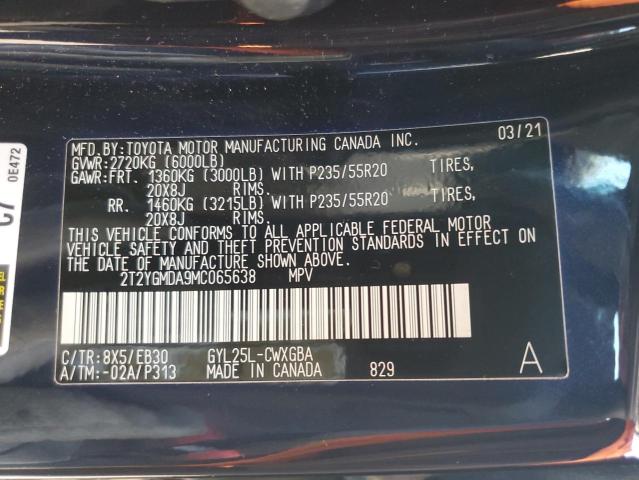 MFD.BY:TOYOTA MOTOR MANUFACTURING CANADA INC. 03/21
GVWR:2720KG (6000LB)
GAWR:FRT. 1360KG (3000LB) WITH P235/55R20 TIRES,
20X8J RIMS.
RR. 1460KG (3215LB) WITH P235/55R20 TIRES,
20X8J RIMS.
THIS VEHICLE CONFORMS TO ALL APPLICABLE FEDERAL MOTOR
VEHICLE SAFETY AND THEFT PREVENTION STANDARDS IN EFFECT ON
THE DATE OF MANUFACTURE SHOWN ABOVE.
2T2YGMDA9MC065638 MPV
C/TR:8X5/EB30 GYL25L-CWXGBA
A/TM:-02A/P313 MADE IN CANADA 829 A
0E472